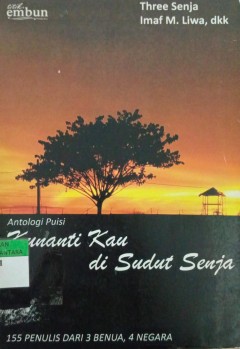 embun
Three Senja
Imaf M. Liwa, dkk
Antologi Puisi
Kunanti Kau
di Sudut Senja
155 PENULIS DARI 3 BENUA, 4 NEGARA